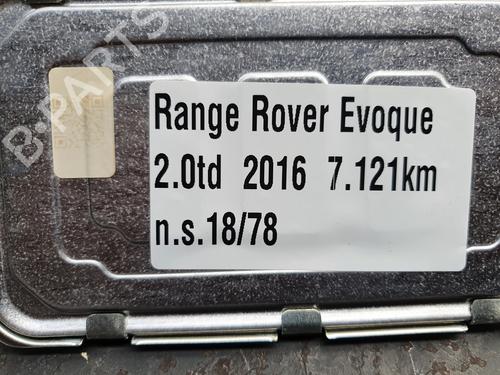 B-PARTS
Range Rover Evoque
2.0td 2016 7.121km
n.s.18/78